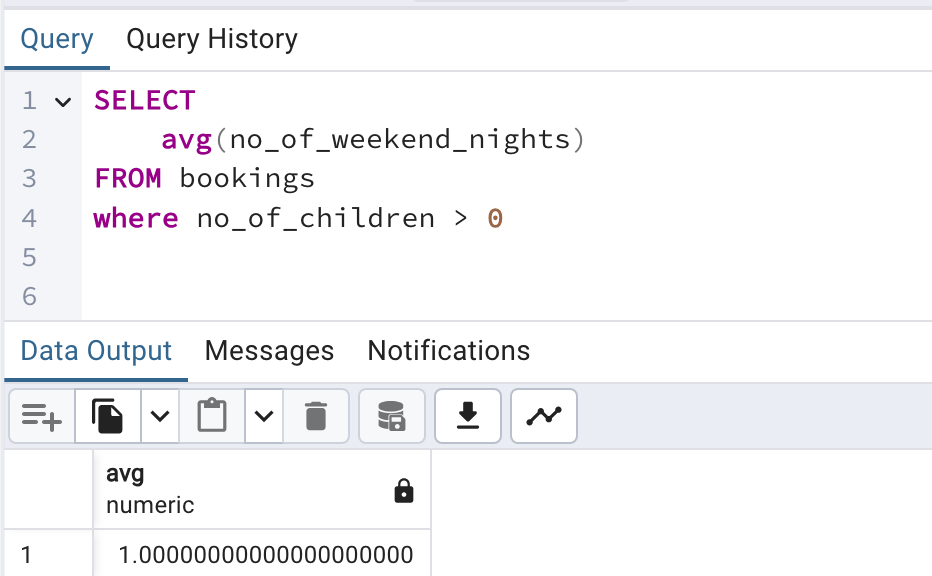 Query Query History
1 SELECT
2 avg(no_of_weekend_nights)
3 FROM bookings
4 where no_of_children > 0
5
6
Data Output Messages Notifications
avg
numeric
1 1.00000000000000000000